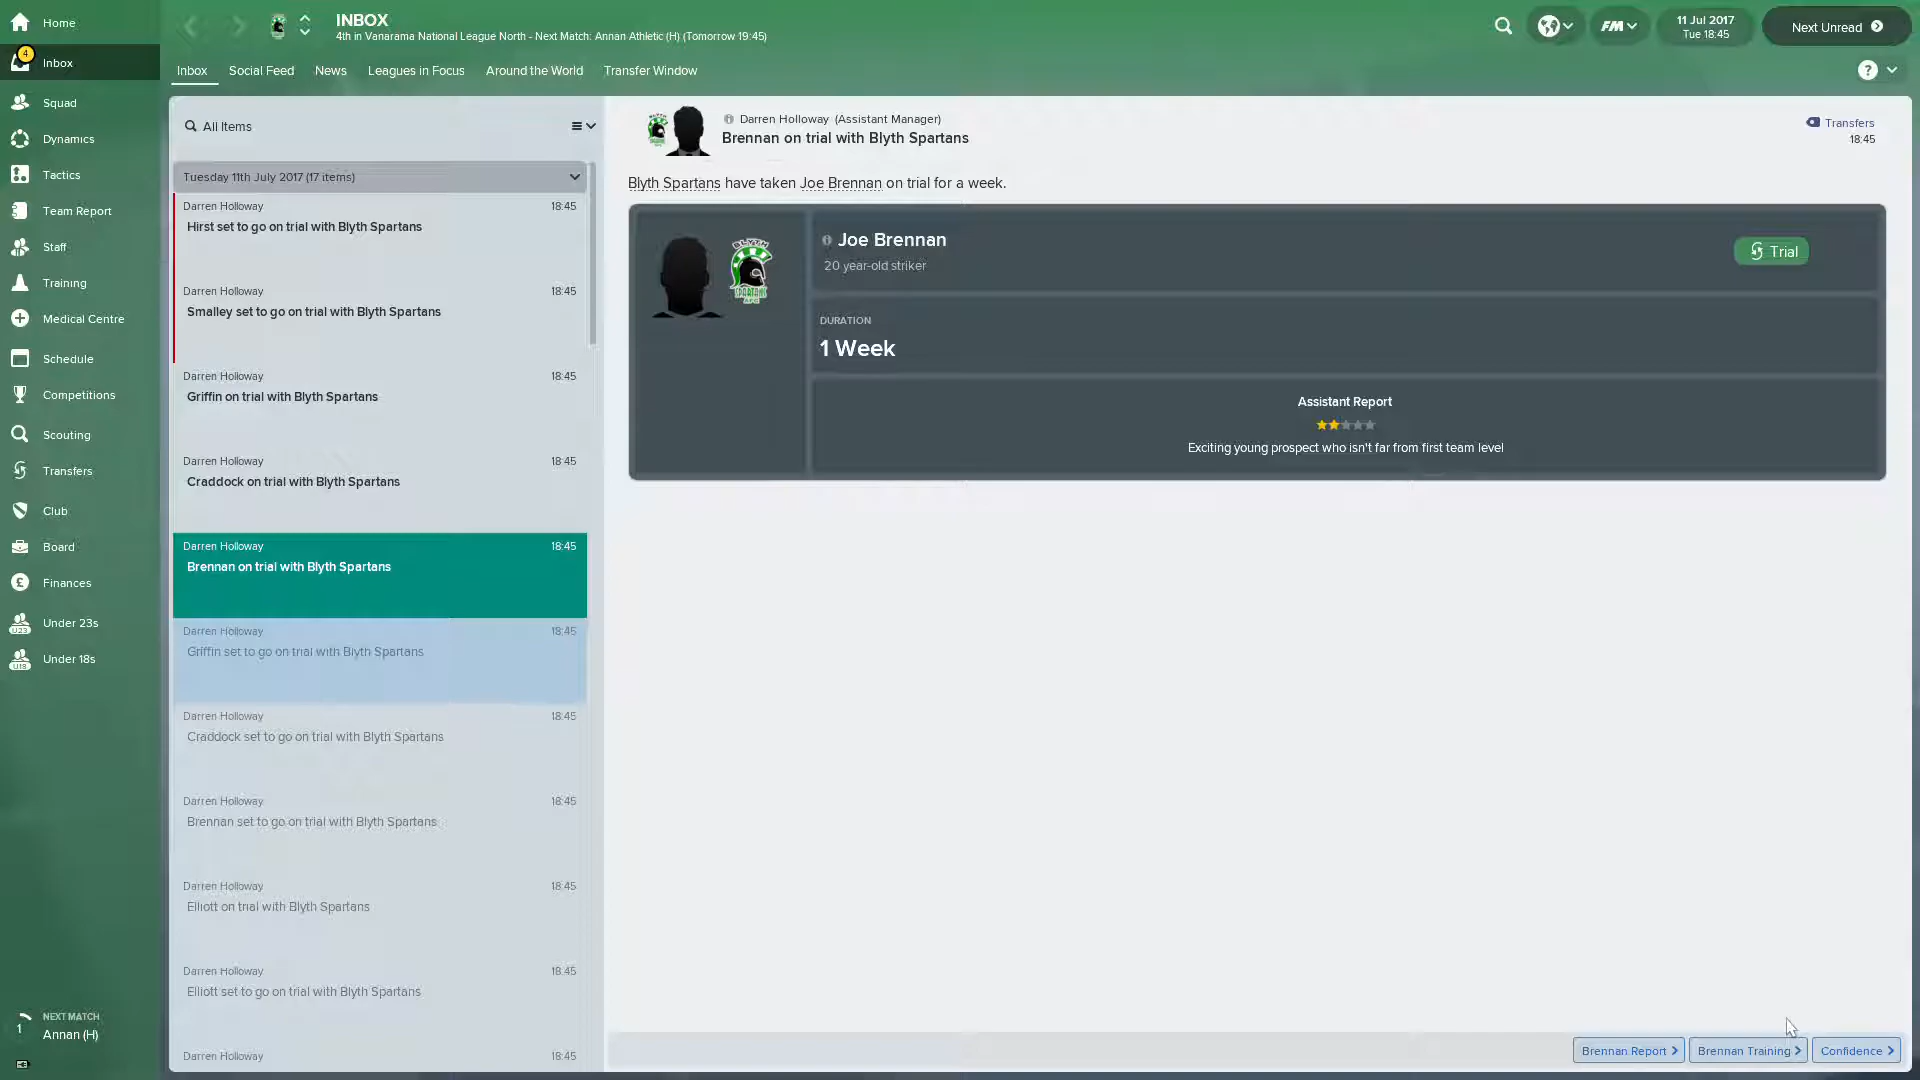 Home
4
Inbox
Squad
Dynamics
Tactics
Team Report
Staff
Training
Medical Centre
Schedule
Competitions
Scouting
Transfers
Club
Board
£
Finances
U23
Under 23s
U18
Under 18s
NEXT MATCH
1
Annan (H)
INBOX
4th in Vanarama National League North - Next Match: Annan Athletic (H) (Tomorrow 19:45)
FM
11 Jul 2017
Tue 18:45
Next Unread
Inbox
Social Feed
News
Leagues in Focus
Around the World
Transfer Window
?
All Items
Tuesday 11th July 2017 (17 items)
Darren Holloway 18:45
Hirst set to go on trial with Blyth Spartans
Darren Holloway 18:45
Smalley set to go on trial with Blyth Spartans
Darren Holloway 18:45
Griffin on trial with Blyth Spartans
Darren Holloway 18:45
Craddock on trial with Blyth Spartans
Darren Holloway 18:45
Brennan on trial with Blyth Spartans
Darren Holloway 18:45
Griffin set to go on trial with Blyth Spartans
Darren Holloway 18:45
Craddock set to go on trial with Blyth Spartans
Darren Holloway 18:45
Brennan set to go on trial with Blyth Spartans
Darren Holloway 18:45
Elliott on trial with Blyth Spartans
Darren Holloway 18:45
Elliott set to go on trial with Blyth Spartans
Darren Holloway 18:45
Darren Holloway (Assistant Manager)
Brennan on trial with Blyth Spartans
Transfers
18:45
Blyth Spartans have taken Joe Brennan on trial for a week.
BLYTH
SPARTANS
AFC
Joe Brennan
20 year-old striker
Trial
DURATION
1 Week
Assistant Report
Exciting young prospect who isn't far from first team level
Brennan Report
Brennan Training
Confidence